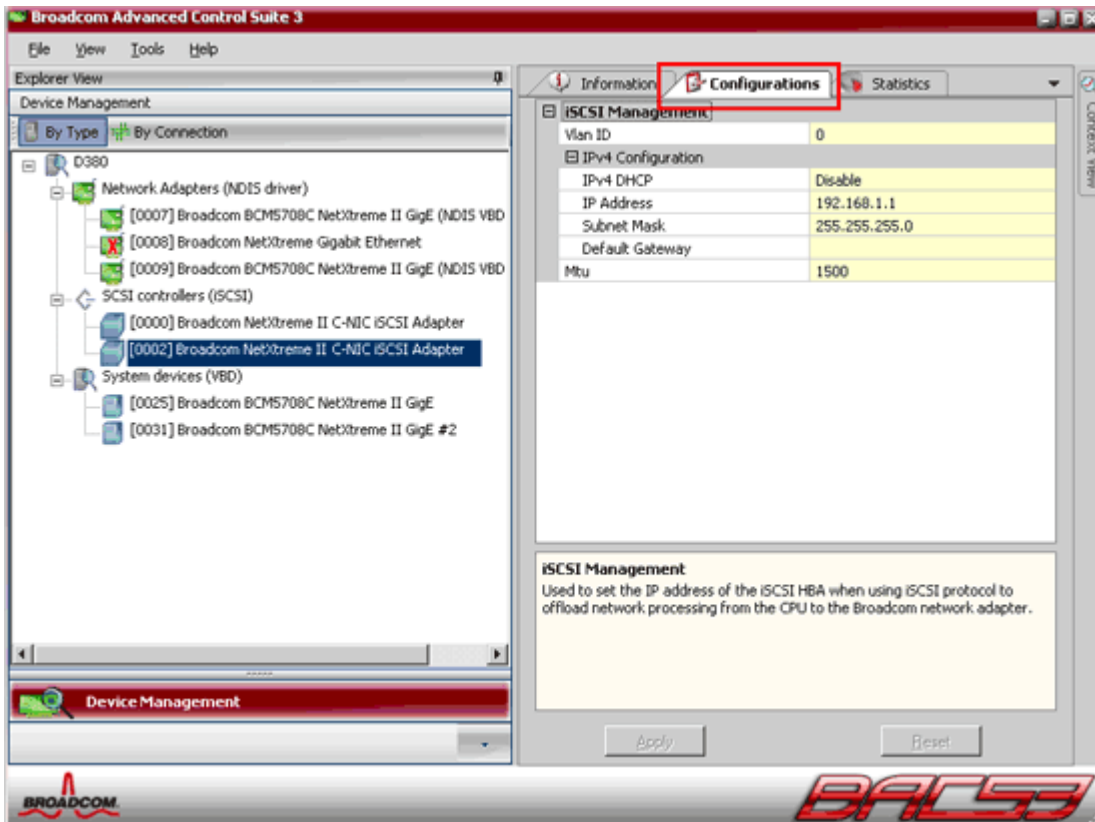 Broadcom Advanced Control Suite 3
File View Tools Help
Explorer View
Device Management
By Type By Connection
D380
Network Adapters (NDIS driver)
[0007] Broadcom BCM5708C NetXtreme II GigE (NDIS VBD
[0008] Broadcom NetXtreme Gigabit Ethernet
[0009] Broadcom BCM5708C NetXtreme II GigE (NDIS VBD
SCSI controllers (iSCSI)
[0000] Broadcom NetXtreme II C-NIC iSCSI Adapter
[0002] Broadcom NetXtreme II C-NIC iSCSI Adapter
System devices (VBD)
[0025] Broadcom BCM5708C NetXtreme II GigE
[0031] Broadcom BCM5708C NetXtreme II GigE #2
Device Management
Information Configurations Statistics
iSCSI Management
Vlan ID 0
IPv4 Configuration
IPv4 DHCP Disable
IP Address 192.168.1.1
Subnet Mask 255.255.255.0
Default Gateway
Mtu 1500
iSCSI Management
Used to set the IP address of the iSCSI HBA when using iSCSI protocol to
offload network processing from the CPU to the Broadcom network adapter.
Apply Reset
Context View
BROADCOM.
BACS3